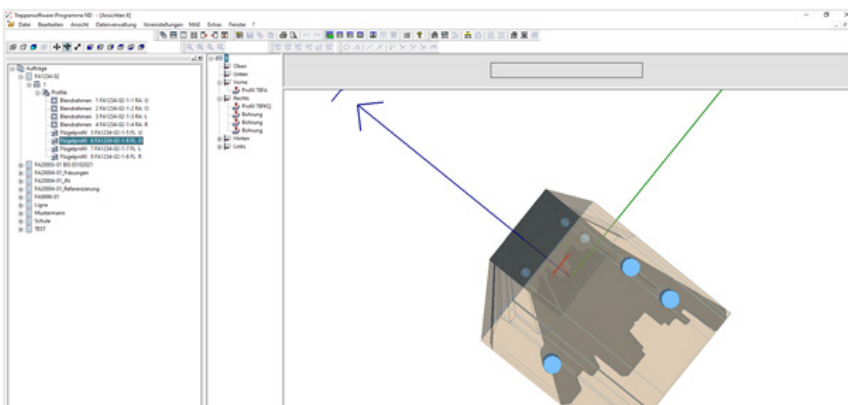 Treppensoftware-Programme ND - [Ansichten 6]
Datei Bearbeiten Ansicht Datenverwaltung Voreinstellungen MAE Extras Fenster ?
Aufträge
FA1234-02
1
Profile
Blendrahmen 1 FA1234-02-1-1 RA U
Blendrahmen 2 FA1234-02-1-2 RA O
Blendrahmen 3 FA1234-02-1-3 RA L
Blendrahmen 4 FA1234-02-1-4 RA R
Flügelprofil 5 FA1234-02-1-5 FL U
Flügelprofil 6 FA1234-02-1-6 FL O
Flügelprofil 7 FA1234-02-1-7 FL L
Flügelprofil 8 FA1234-02-1-8 FL R
FA20003-01 BIS 05102021
FA20004-01_Fräsungen
FA20004-01_IN
FA20004-01_Referenzierung
FA9999-01
Ligna
Mustermann
Schule
TEST
Oben
Unten
Vorne
Profil T8FA
Rechts
Profil T8FKQ
Bohrung
Bohrung
Bohrung
Hinten
Links